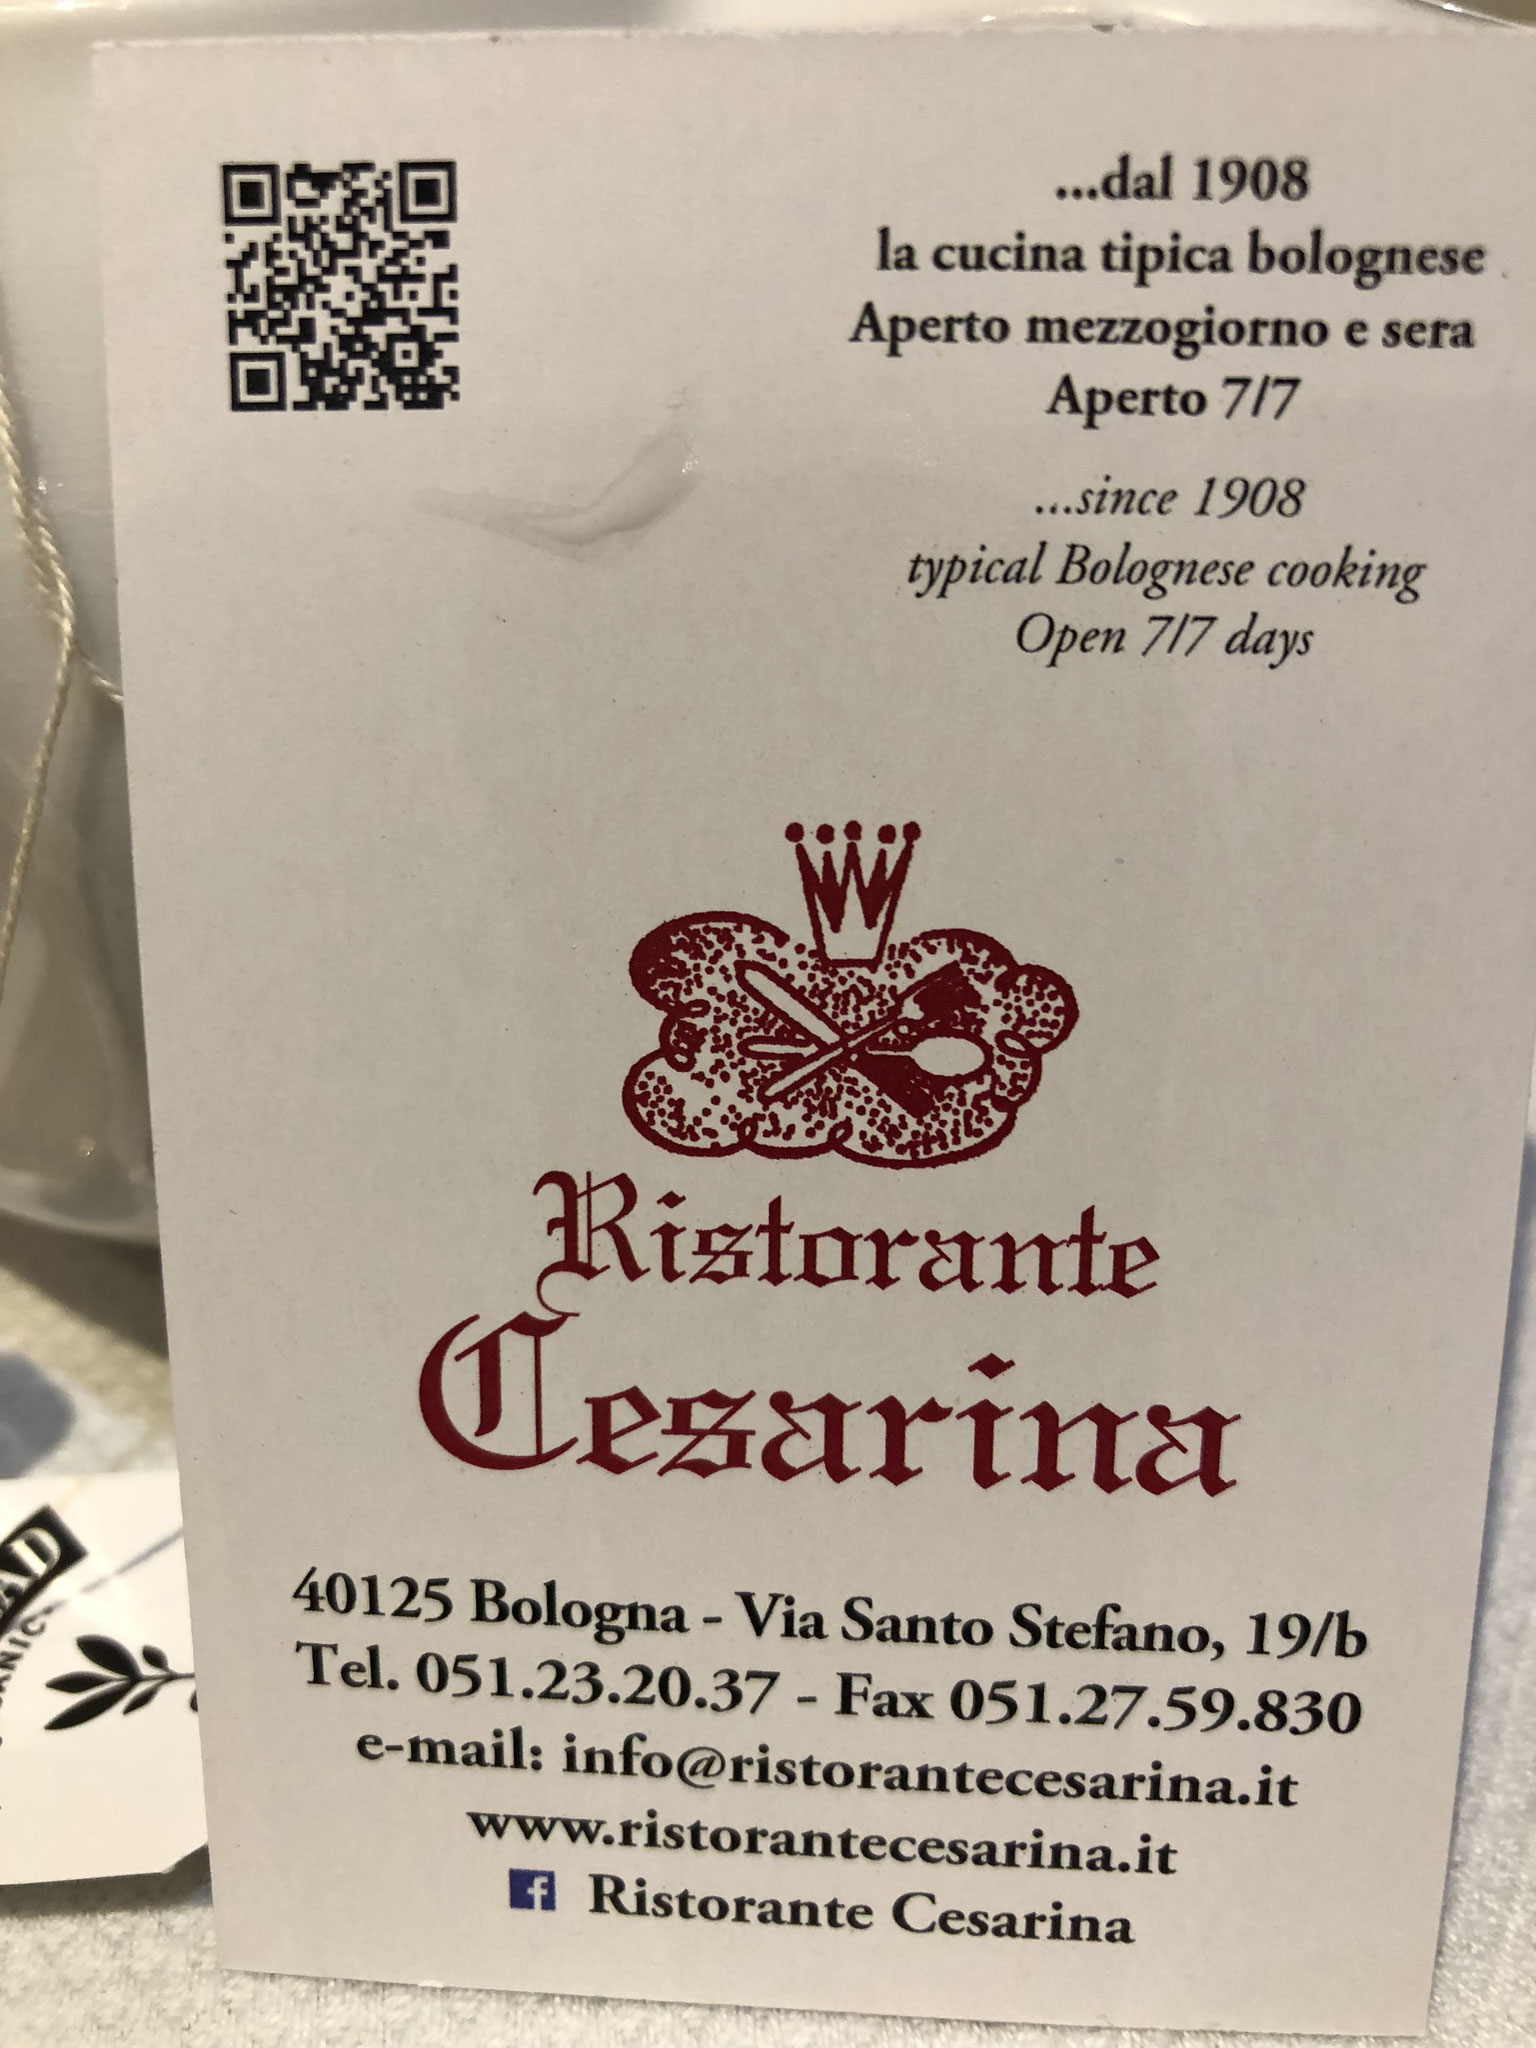 ...dal 1908
la cucina tipica bolognese
Aperto mezzogiorno e sera
Aperto 7/7
...since 1908
typical Bolognese cooking
Open 7/7 days
Ristorante
Cesarina
40125 Bologna - Via Santo Stefano, 19/b
Tel. 051.23.20.37 - Fax 051.27.59.830
e-mail: info@ristorantecesarina.it
www.ristorantecesarina.it
Ristorante Cesarina